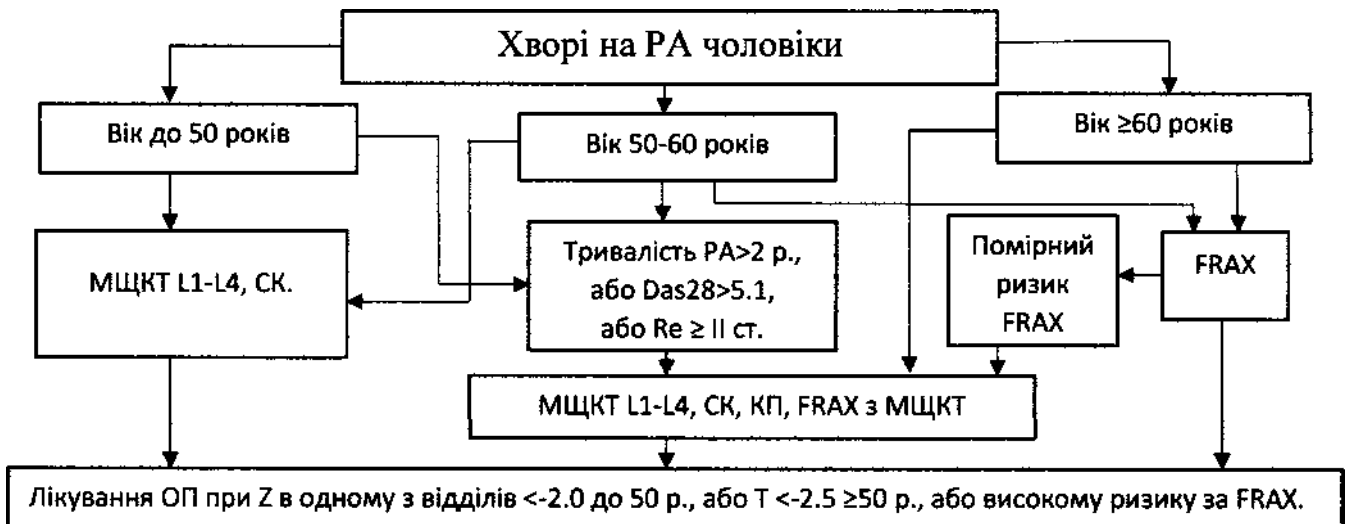 Хворі на РА чоловіки
Вік до 50 років
Вік 50-60 років
Вік ≥60 років
МЩКТ L1-L4, СК.
Тривалість РА>2 р.,
або Das28>5.1,
або Re ≥ II ст.
Помірний
ризик
FRAX
FRAX
МЩКТ L1-L4, СК, КП, FRAX з МЩКТ
Лікування ОП при Z в одному з відділів <-2.0 до 50 р., або Т <-2.5 ≥50 р., або високому ризику за FRAX.